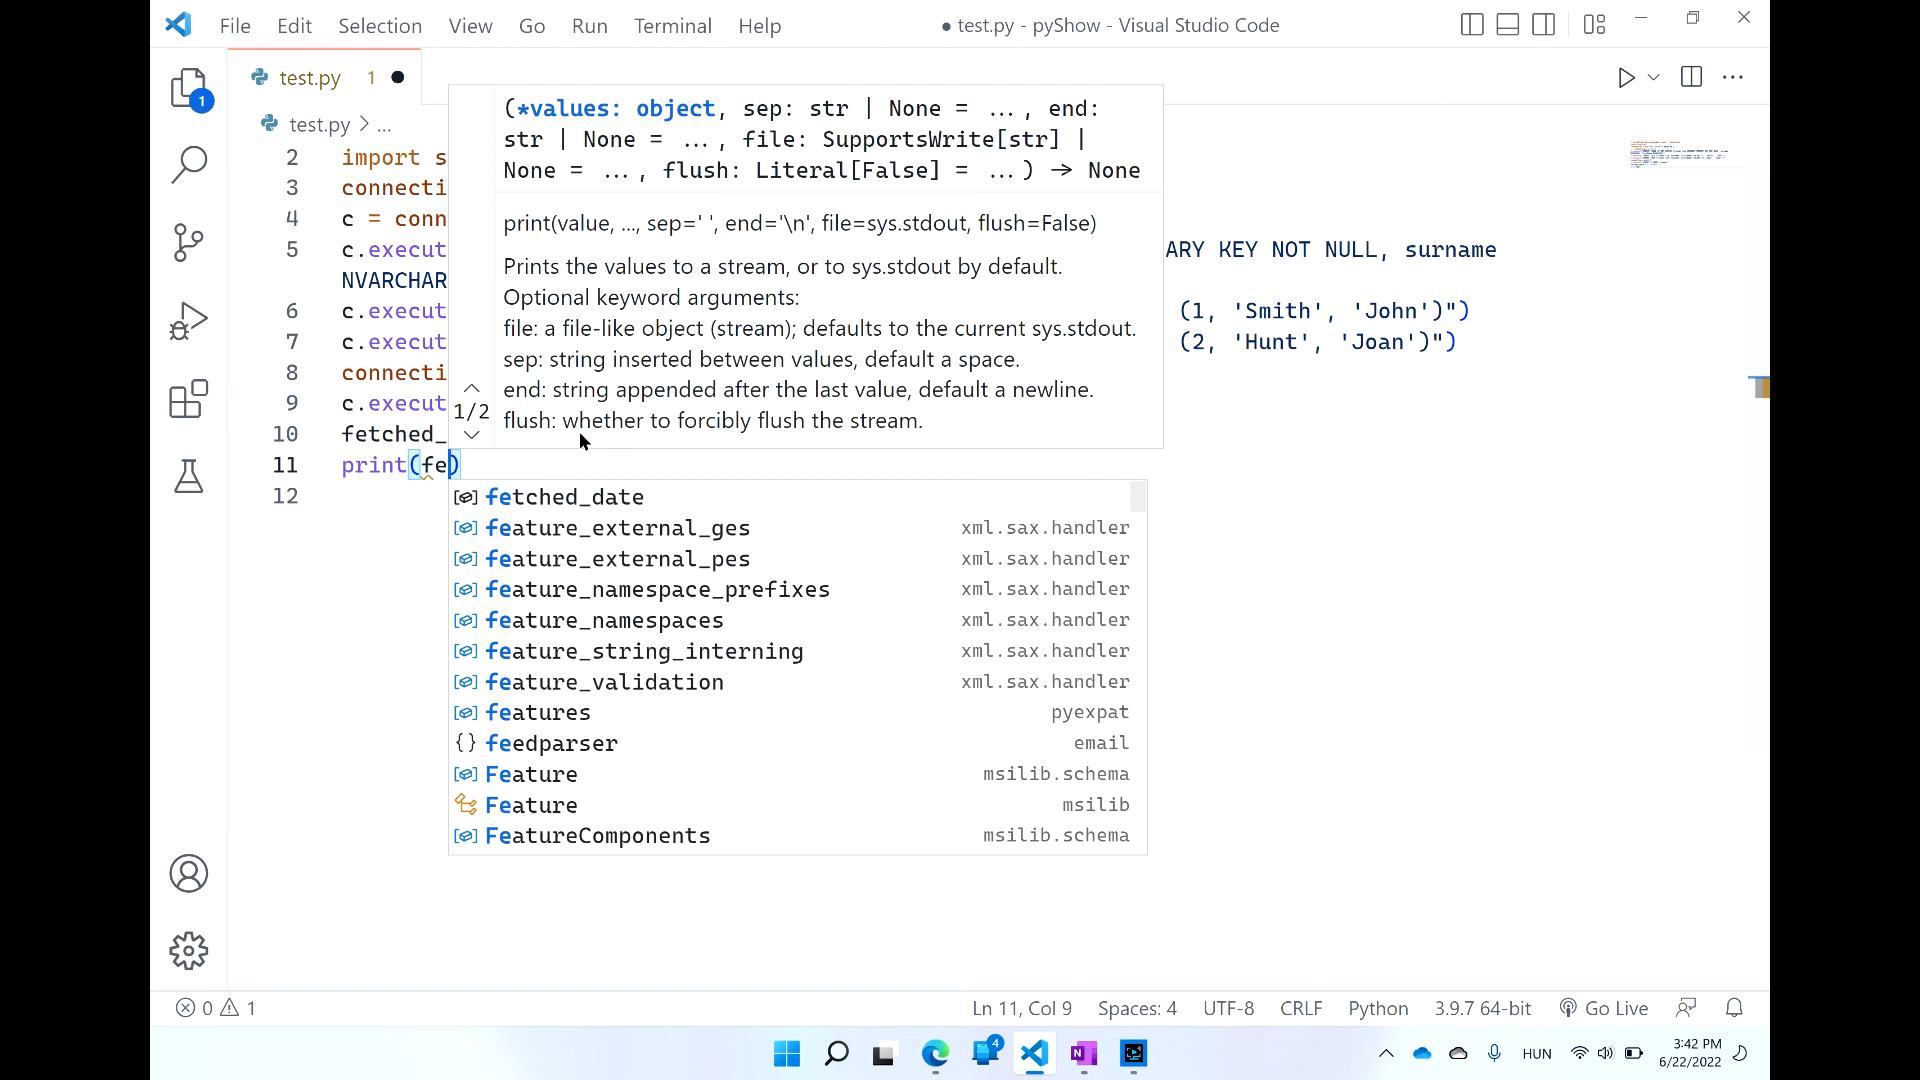 File Edit Selection View Go Run Terminal Help
● test.py - pyShow - Visual Studio Code
test.py 1 ●
1
test.py > ...
(*values: object, sep: str | None = ..., end:
str | None = ..., file: SupportsWrite[str] |
None = ..., flush: Literal[False] = ...) → None
print(value, ..., sep=' ', end='\n', file=sys.stdout, flush=False)
Prints the values to a stream, or to sys.stdout by default.
Optional keyword arguments:
file: a file-like object (stream); defaults to the current sys.stdout.
sep: string inserted between values, default a space.
end: string appended after the last value, default a newline.
flush: whether to forcibly flush the stream.
1/2
2 import s
3 connecti
4 c = conn
5 c.execut ARY KEY NOT NULL, surname
NVARCHAR
6 c.execut (1, 'Smith', 'John')")
7 c.execut (2, 'Hunt', 'Joan')")
8 connecti
9 c.execut
10 fetched_
11 print(fe)
12
fetched_date
feature_external_ges xml.sax.handler
feature_external_pes xml.sax.handler
feature_namespace_prefixes xml.sax.handler
feature_namespaces xml.sax.handler
feature_string_interning xml.sax.handler
feature_validation xml.sax.handler
features pyexpat
{} feedparser email
Feature msilib.schema
Feature msilib
FeatureComponents msilib.schema
0 1 Ln 11, Col 9 Spaces: 4 UTF-8 CRLF Python 3.9.7 64-bit Go Live
4
N
HUN
3:42 PM
6/22/2022